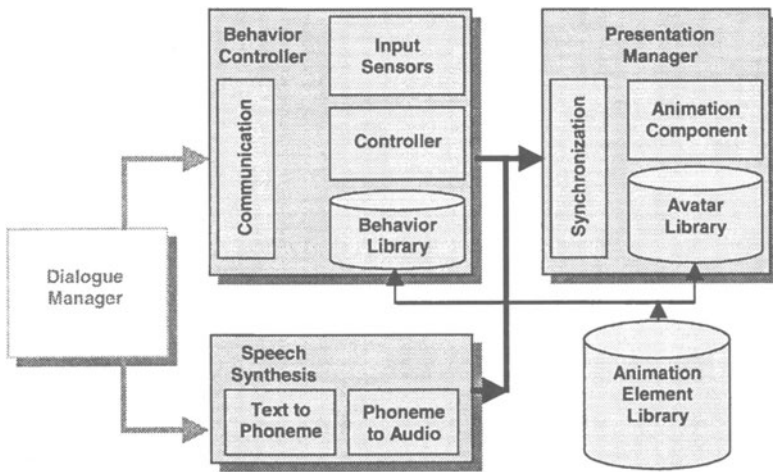 Behavior
Controller
Communication
Input
Sensors
Controller
Behavior
Library
Presentation
Manager
Synchronization
Animation
Component
Avatar
Library
Dialogue
Manager
Speech
Synthesis
Text to
Phoneme
Phoneme
to Audio
Animation
Element
Library